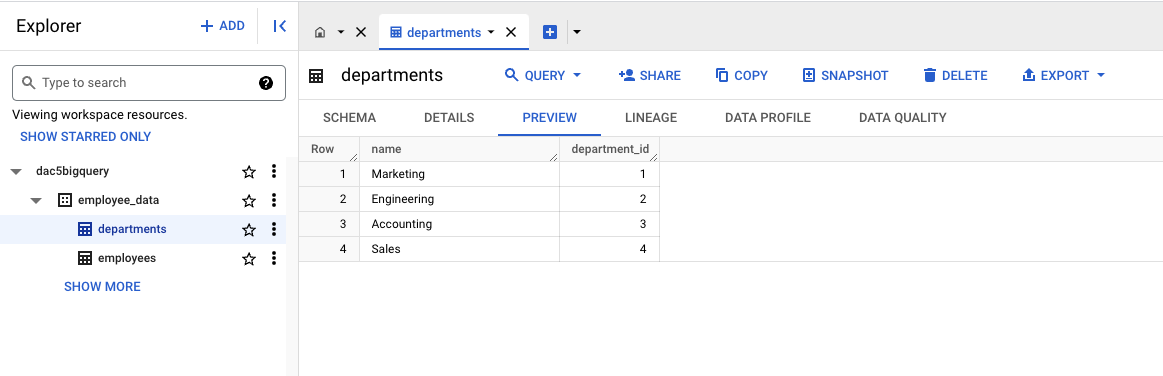 Explorer
+ ADD
Type to search
Viewing workspace resources.
SHOW STARRED ONLY
dac5bigquery
employee_data
departments
employees
SHOW MORE
departments
departments
QUERY SHARE COPY SNAPSHOT DELETE EXPORT
SCHEMA DETAILS PREVIEW LINEAGE DATA PROFILE DATA QUALITY
Row name department_id
1 Marketing 1
2 Engineering 2
3 Accounting 3
4 Sales 4